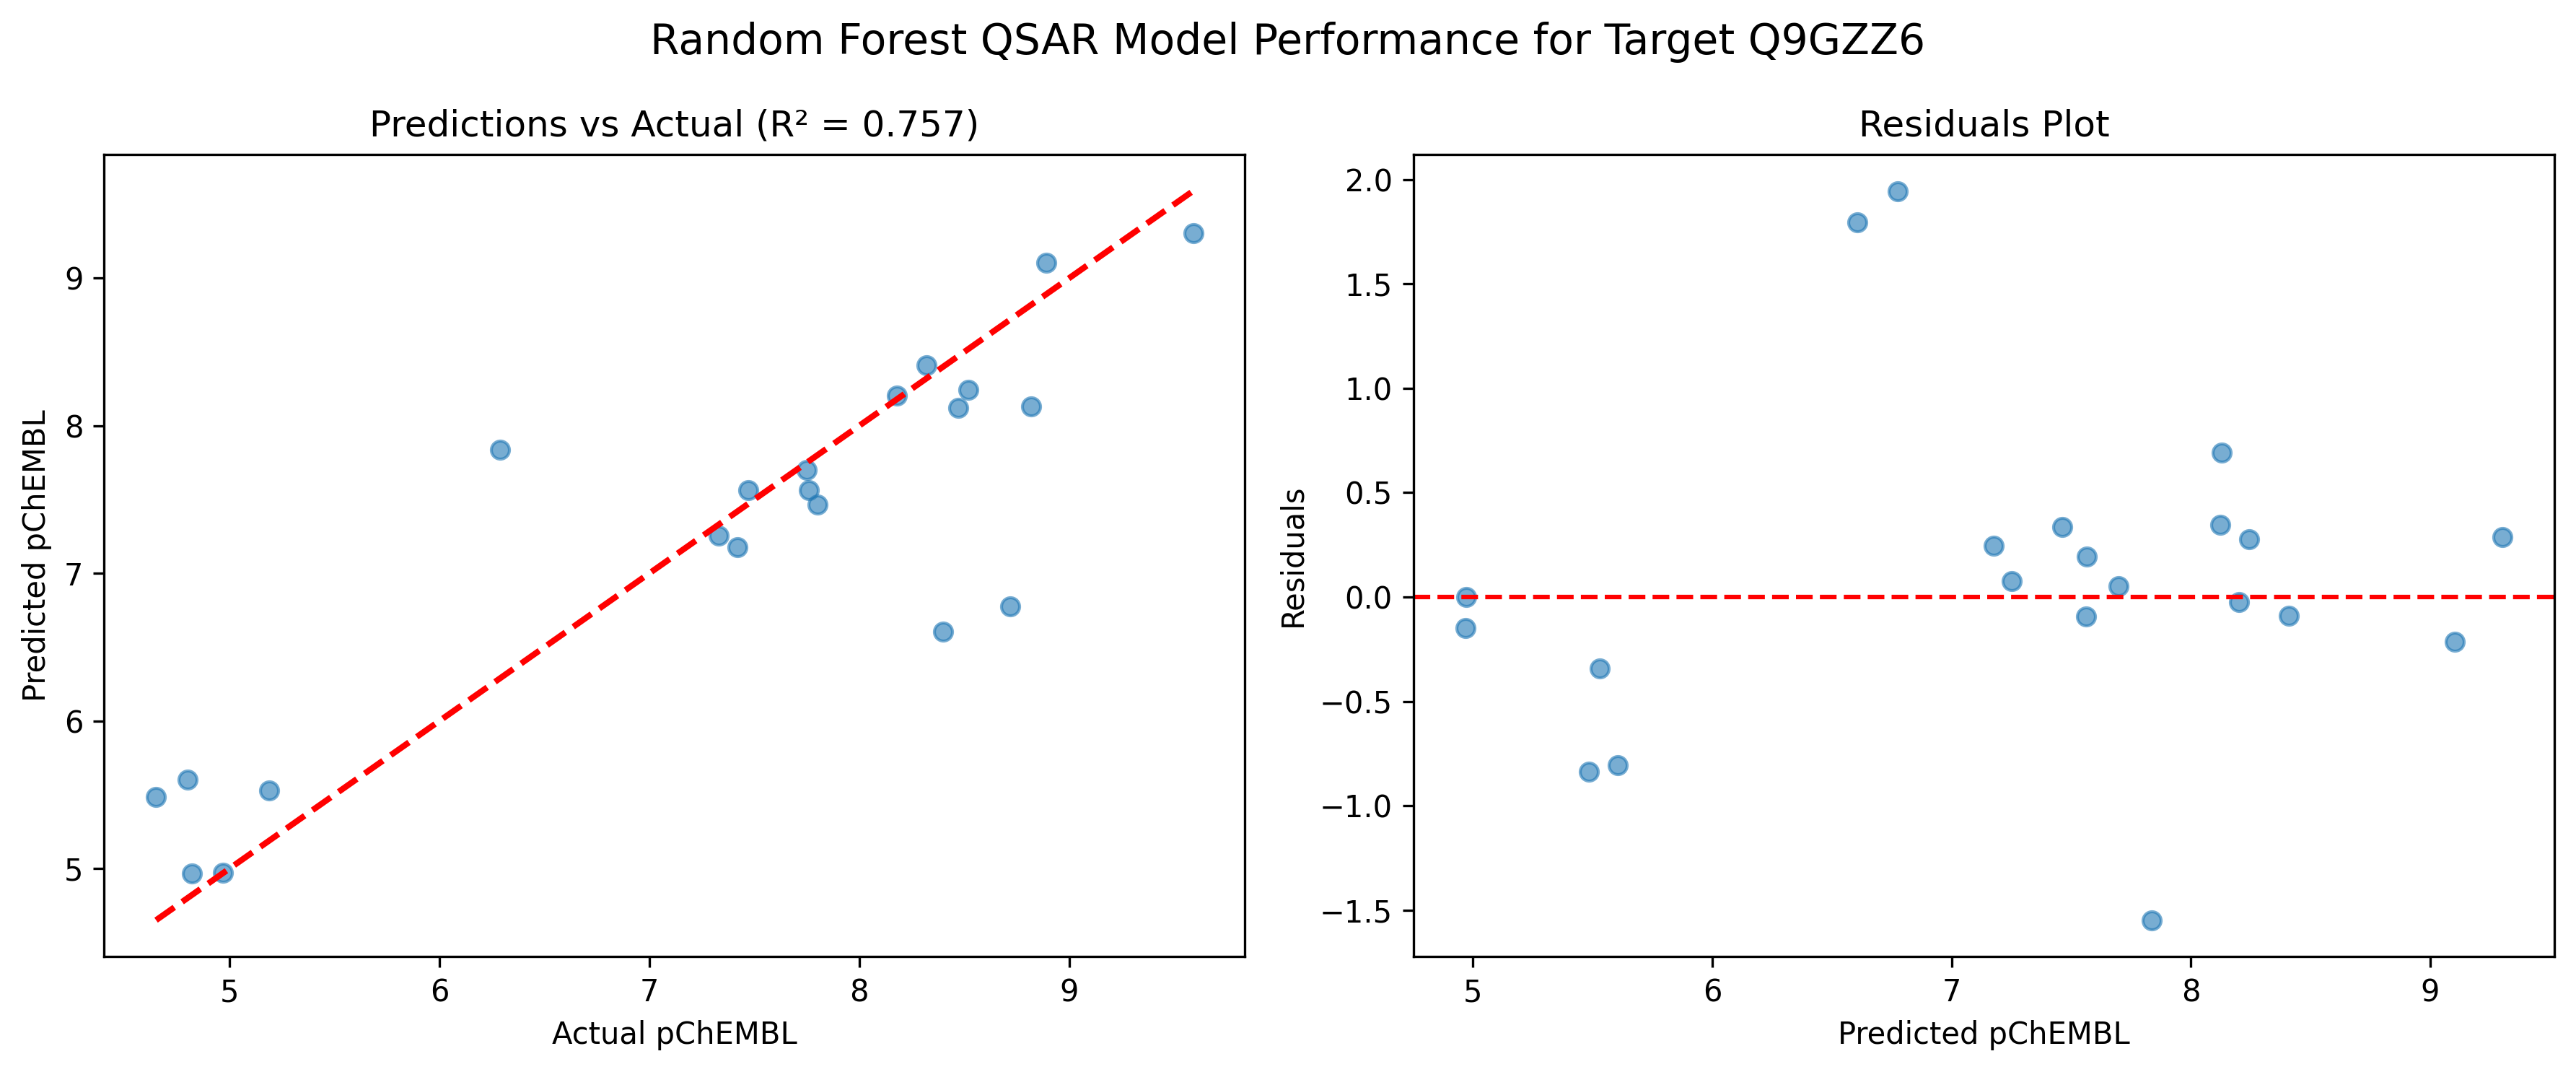 Random Forest QSAR Model Performance for Target Q9GZZ6
Predictions vs Actual (R² = 0.757)
Predicted pChEMBL
9
8
7
6
5
5 6 7 8 9
Actual pChEMBL
Residuals Plot
Residuals
2.0
1.5
1.0
0.5
0.0
−0.5
−1.0
−1.5
5 6 7 8 9
Predicted pChEMBL